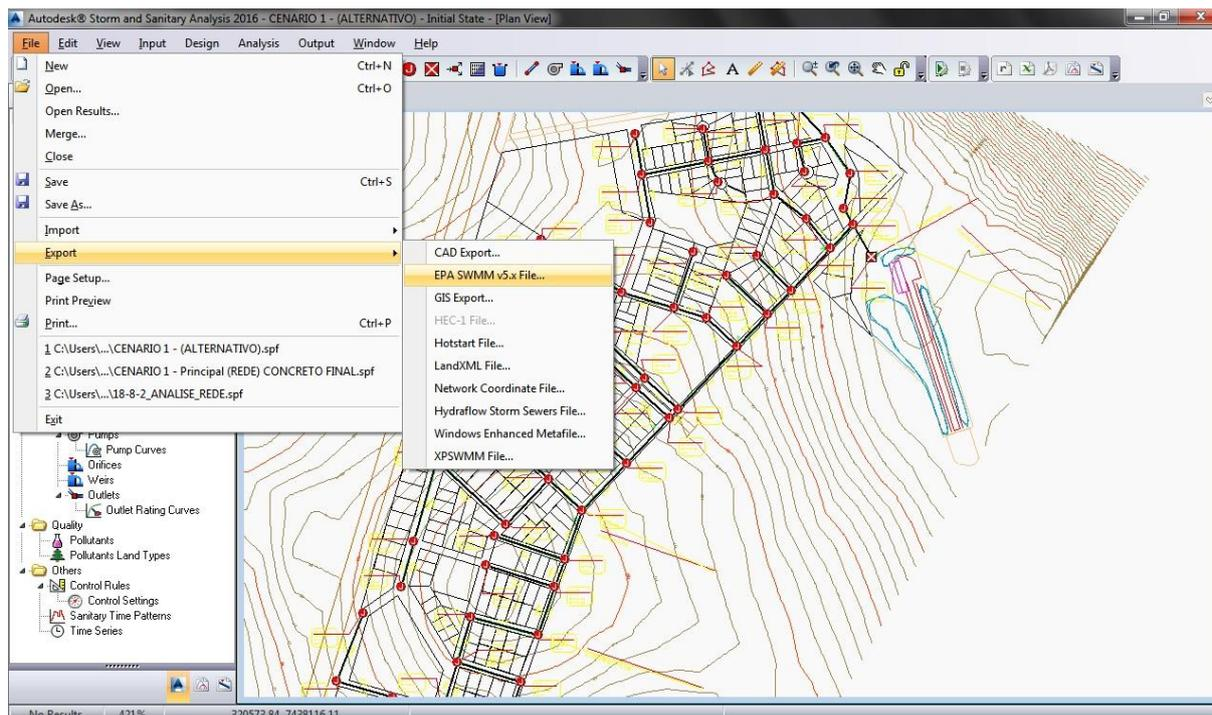 Autodesk® Storm and Sanitary Analysis 2016 - CENARIO 1 - (ALTERNATIVO) - Initial State - [Plan View]
File Edit View Input Design Analysis Output Window Help
New Ctrl+N
Open... Ctrl+O
Open Results...
Merge...
Close
Save Ctrl+S
Save As...
Import
Export
Page Setup...
Print Preview
Print... Ctrl+P
1 C:\Users\...\CENARIO 1 - (ALTERNATIVO).spf
2 C:\Users\...\CENARIO 1 - Principal (REDE) CONCRETO FINAL.spf
3 C:\Users\...\18-8-2_ANALISE_REDE.spf
Exit
CAD Export...
EPA SWMM v5.x File...
GIS Export...
HEC-1 File...
Hotstart File...
LandXML File...
Network Coordinate File...
Hydraflow Storm Sewers File...
Windows Enhanced Metafile...
XPSWMM File...
Pumps
Pump Curves
Orifices
Weirs
Outlets
Outlet Rating Curves
Quality
Pollutants
Pollutants Land Types
Others
Control Rules
Control Settings
Sanitary Time Patterns
Time Series
No Results 421% 320573.84, 7438116.11